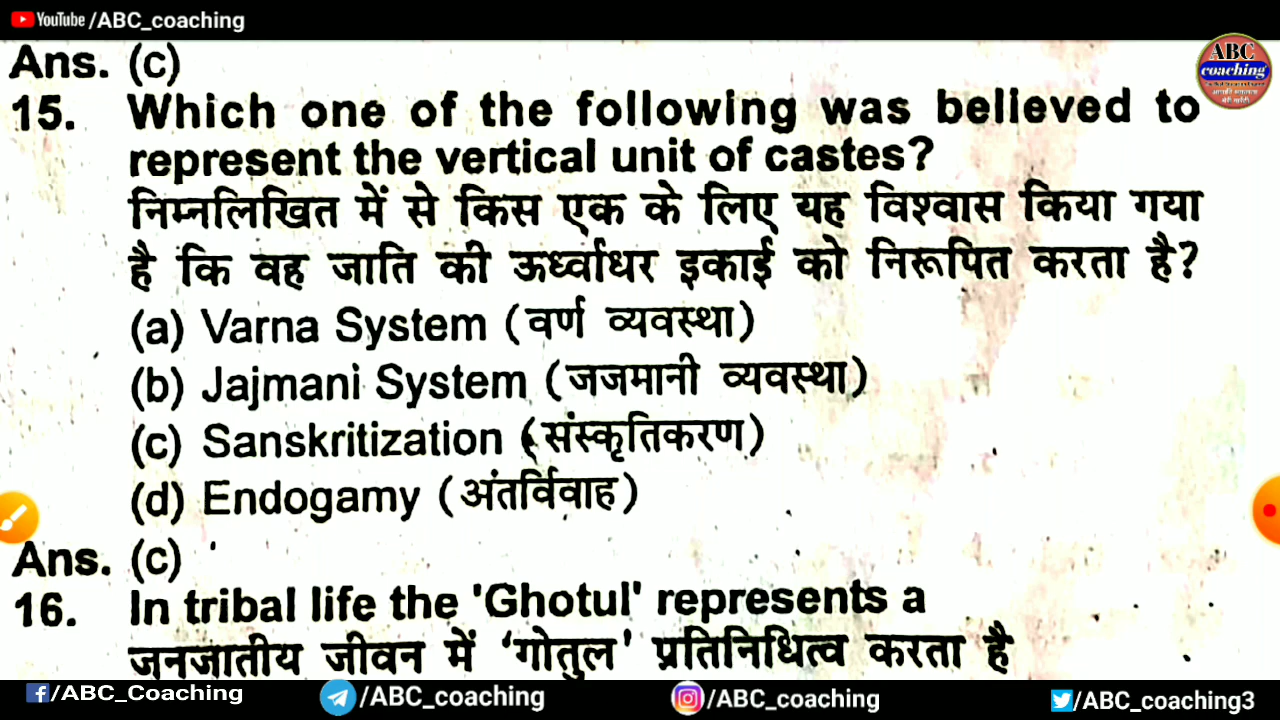 YouTube /ABC_coaching
ABC
coaching
Ans. (c)
15. Which one of the following was believed to
represent the vertical unit of castes?
निम्नलिखित में से किस एक के लिए यह विश्वास किया गया
है कि वह जाति की ऊर्ध्वाधर इकाई को निरूपित करता है?
(a) Varna System (वर्ण व्यवस्था)
(b) Jajmani System (जजमानी व्यवस्था)
(c) Sanskritization (संस्कृतिकरण)
(d) Endogamy (अंतर्विवाह)
Ans. (c)
16. In tribal life the 'Ghotul' represents a
जनजातीय जीवन में ‘गोतुल’ प्रतिनिधित्व करता है
/ABC_Coaching /ABC_coaching /ABC_coaching /ABC_coaching3